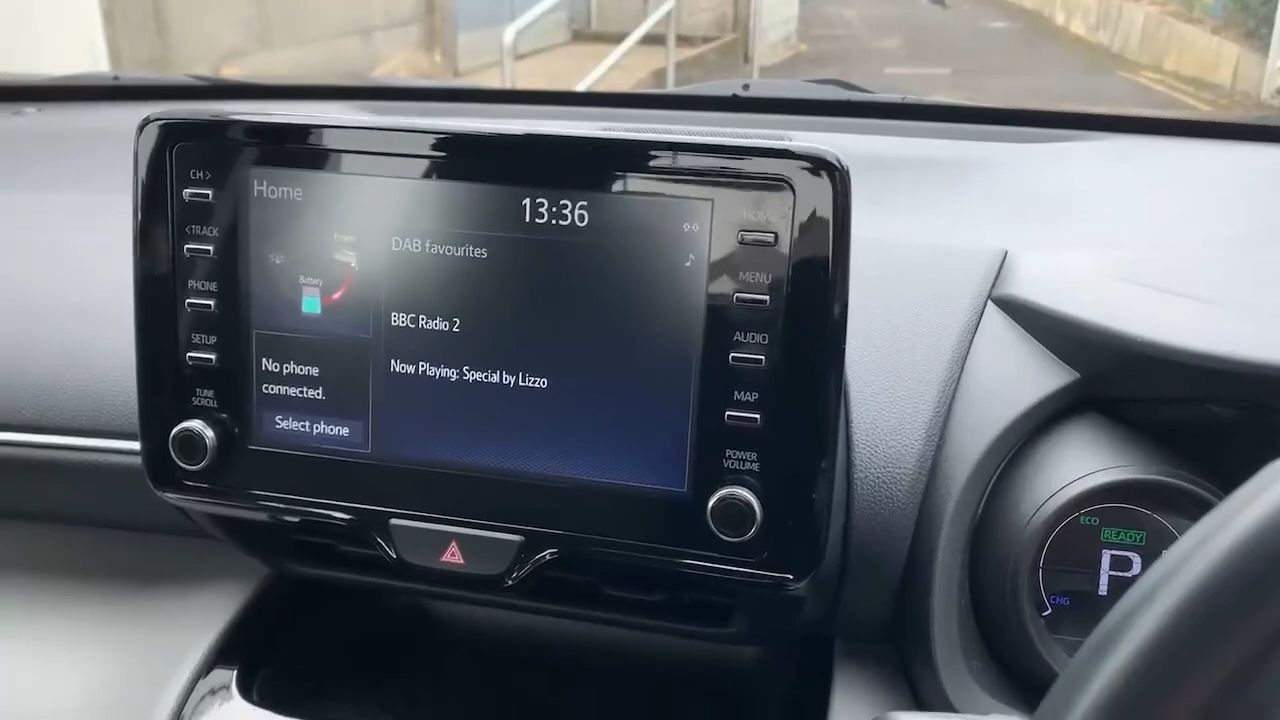 CH >
< TRACK
PHONE
SETUP
TUNE
SCROLL
Home
13:36
Battery
No phone
connected.
Select phone
DAB favourites
BBC Radio 2
Now Playing: Special by Lizzo
HOME
MENU
AUDIO
MAP
POWER
VOLUME
ECO
READY
P
CHG